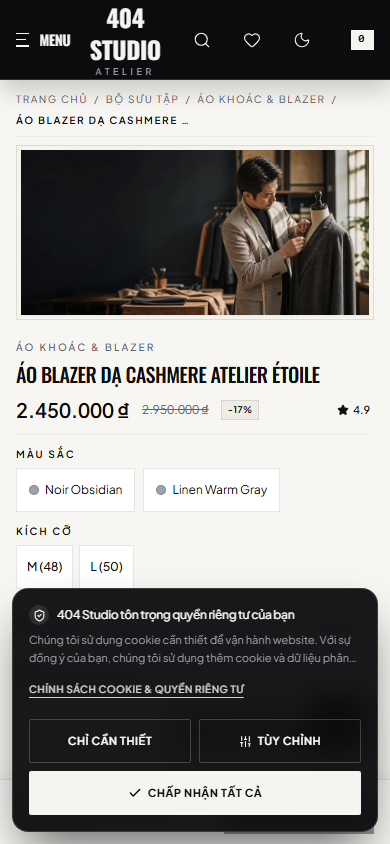 MENU
404
STUDIO
ATELIER
0
TRANG CHỦ / BỘ SƯU TẬP / ÁO KHOÁC & BLAZER /
ÁO BLAZER DẠ CASHMERE …
ÁO KHOÁC & BLAZER
ÁO BLAZER DẠ CASHMERE ATELIER ÉTOILE
2.450.000 ₫ 2.950.000 ₫ -17% 4.9
MÀU SẮC
Noir Obsidian Linen Warm Gray
KÍCH CỠ
M (48) L (50)
404 Studio tôn trọng quyền riêng tư của bạn
Chúng tôi sử dụng cookie cần thiết để vận hành website. Với sự
đồng ý của bạn, chúng tôi sử dụng thêm cookie và dữ liệu phân…
CHÍNH SÁCH COOKIE & QUYỀN RIÊNG TƯ
CHỈ CẦN THIẾT TÙY CHỈNH
CHẤP NHẬN TẤT CẢ